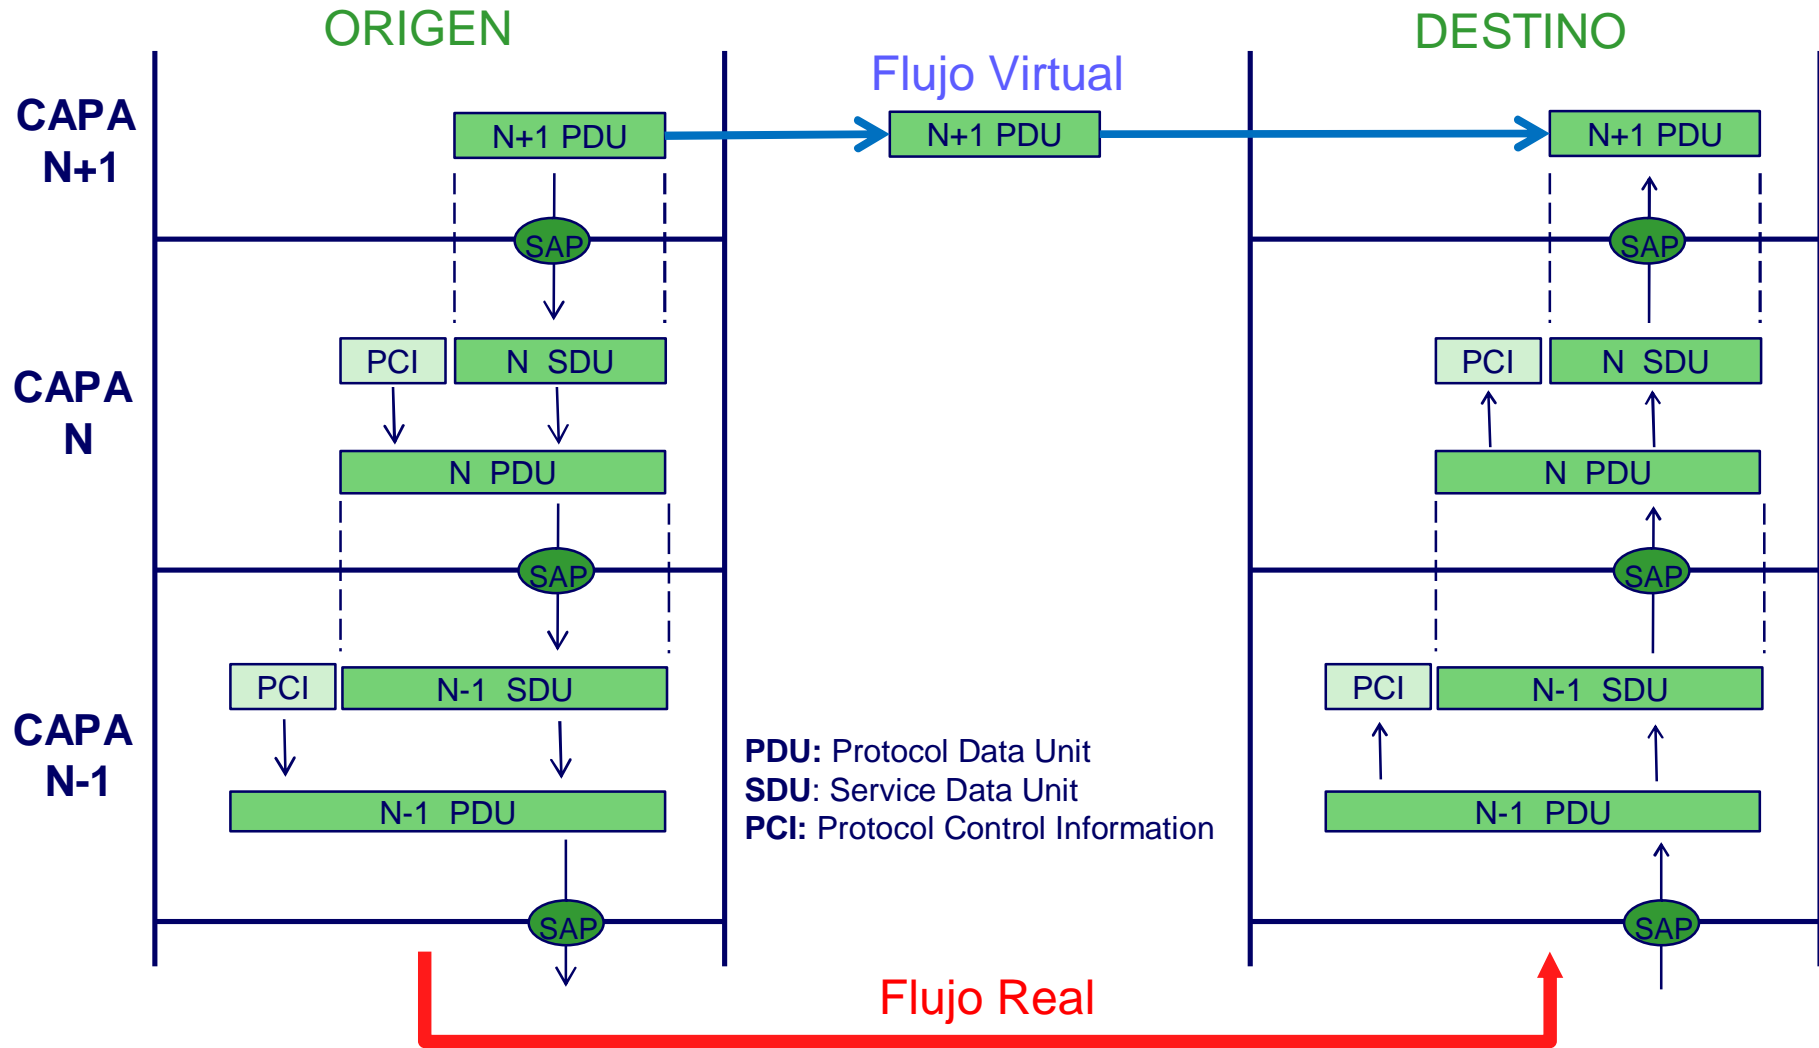 ORIGEN
DESTINO
Flujo Virtual
CAPA
N+1
N+1 PDU
N+1 PDU
N+1 PDU
SAP
SAP
CAPA
N
PCI
N SDU
PCI
N SDU
N PDU
N PDU
SAP
SAP
CAPA
N-1
PCI
N-1 SDU
PCI
N-1 SDU
PDU: Protocol Data Unit
SDU: Service Data Unit
PCI: Protocol Control Information
N-1 PDU
N-1 PDU
SAP
SAP
Flujo Real